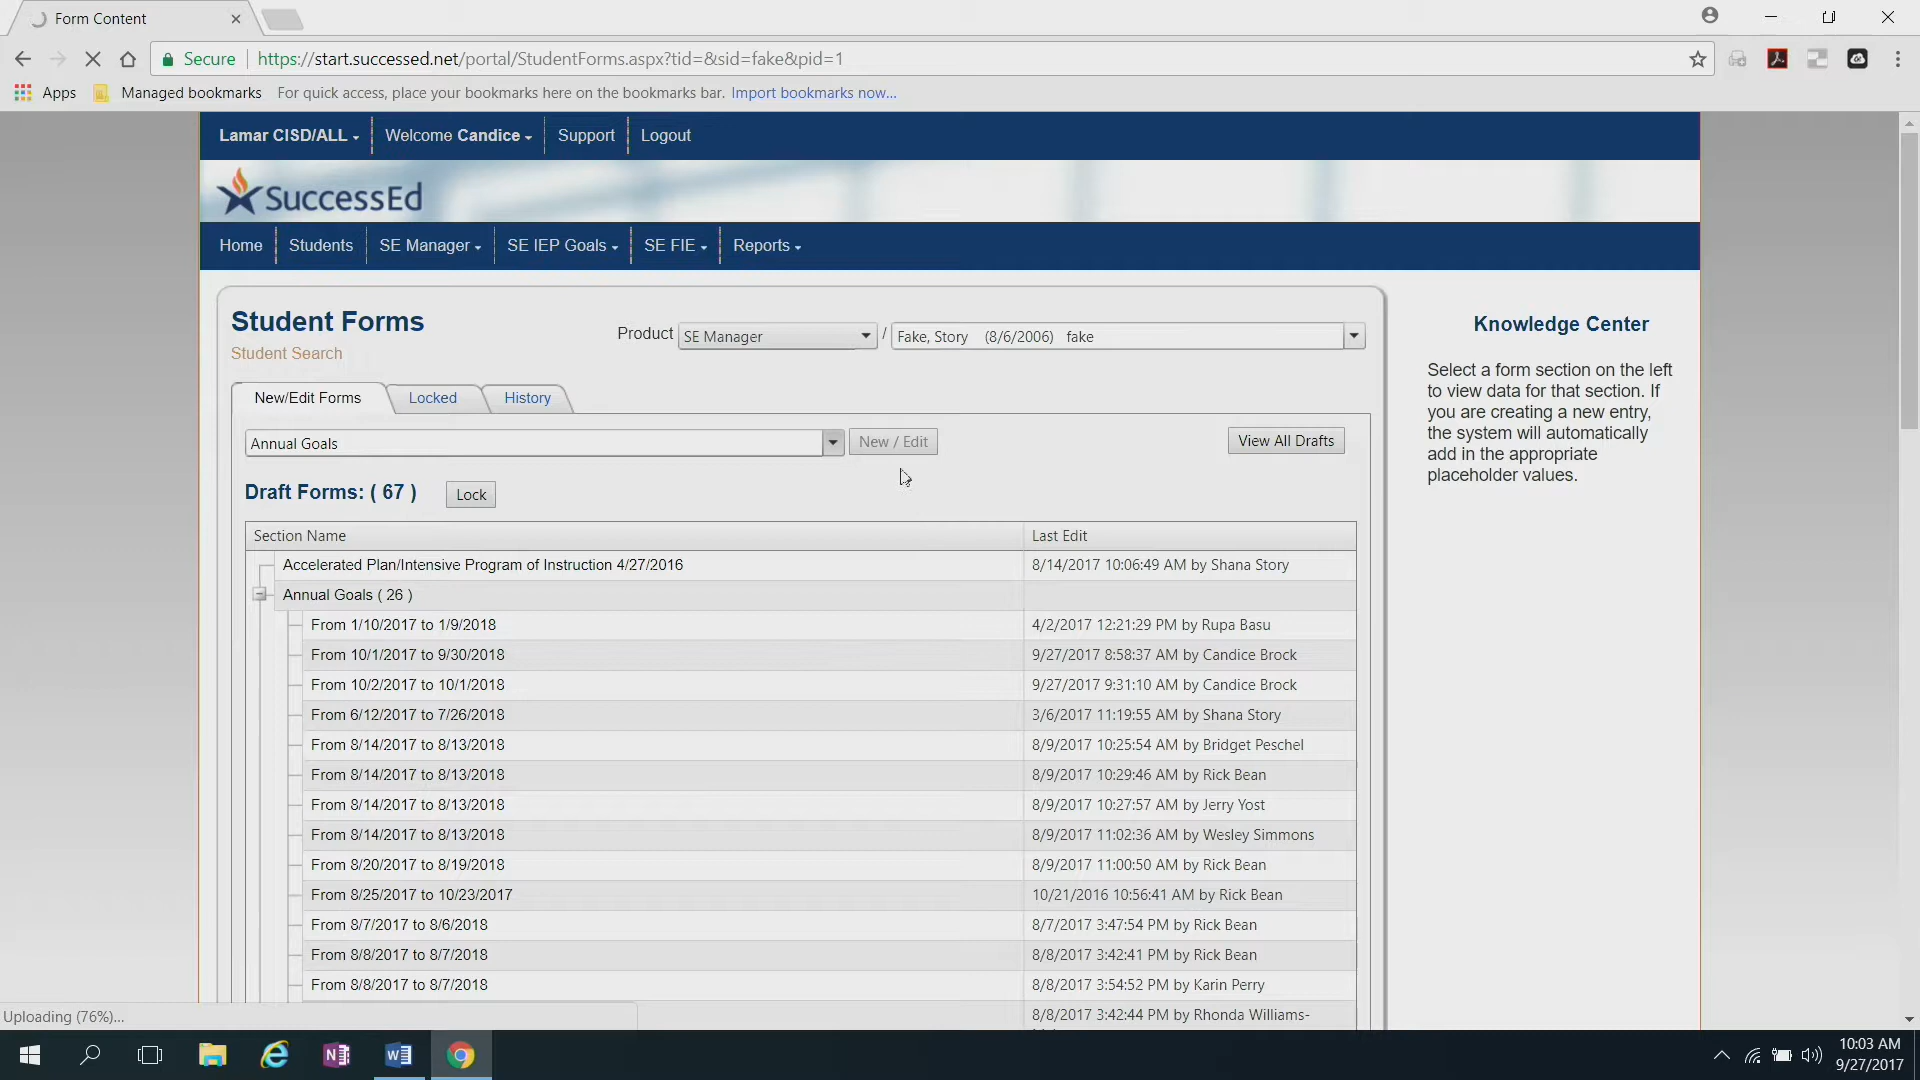 Form Content
Secure https://start.successed.net/portal/StudentForms.aspx?tid=&sid=fake&pid=1
Apps Managed bookmarks For quick access, place your bookmarks here on the bookmarks bar. Import bookmarks now...
Lamar CISD/ALL Welcome Candice Support Logout
SuccessEd
Home Students SE Manager SE IEP Goals SE FIE Reports
Student Forms
Student Search
Product SE Manager / Fake, Story (8/6/2006) fake
Knowledge Center
Select a form section on the left
to view data for that section. If
you are creating a new entry,
the system will automatically
add in the appropriate
placeholder values.
New/Edit Forms Locked History
Annual Goals New / Edit View All Drafts
Draft Forms: ( 67 ) Lock
Section Name Last Edit
Accelerated Plan/Intensive Program of Instruction 4/27/2016 8/14/2017 10:06:49 AM by Shana Story
Annual Goals ( 26 )
From 1/10/2017 to 1/9/2018 4/2/2017 12:21:29 PM by Rupa Basu
From 10/1/2017 to 9/30/2018 9/27/2017 8:58:37 AM by Candice Brock
From 10/2/2017 to 10/1/2018 9/27/2017 9:31:10 AM by Candice Brock
From 6/12/2017 to 7/26/2018 3/6/2017 11:19:55 AM by Shana Story
From 8/14/2017 to 8/13/2018 8/9/2017 10:25:54 AM by Bridget Peschel
From 8/14/2017 to 8/13/2018 8/9/2017 10:29:46 AM by Rick Bean
From 8/14/2017 to 8/13/2018 8/9/2017 10:27:57 AM by Jerry Yost
From 8/14/2017 to 8/13/2018 8/9/2017 11:02:36 AM by Wesley Simmons
From 8/20/2017 to 8/19/2018 8/9/2017 11:00:50 AM by Rick Bean
From 8/25/2017 to 10/23/2017 10/21/2016 10:56:41 AM by Rick Bean
From 8/7/2017 to 8/6/2018 8/7/2017 3:47:54 PM by Rick Bean
From 8/8/2017 to 8/7/2018 8/8/2017 3:42:41 PM by Rick Bean
From 8/8/2017 to 8/7/2018 8/8/2017 3:54:52 PM by Karin Perry
8/8/2017 3:42:44 PM by Rhonda Williams-
Uploading (76%)...
10:03 AM
9/27/2017